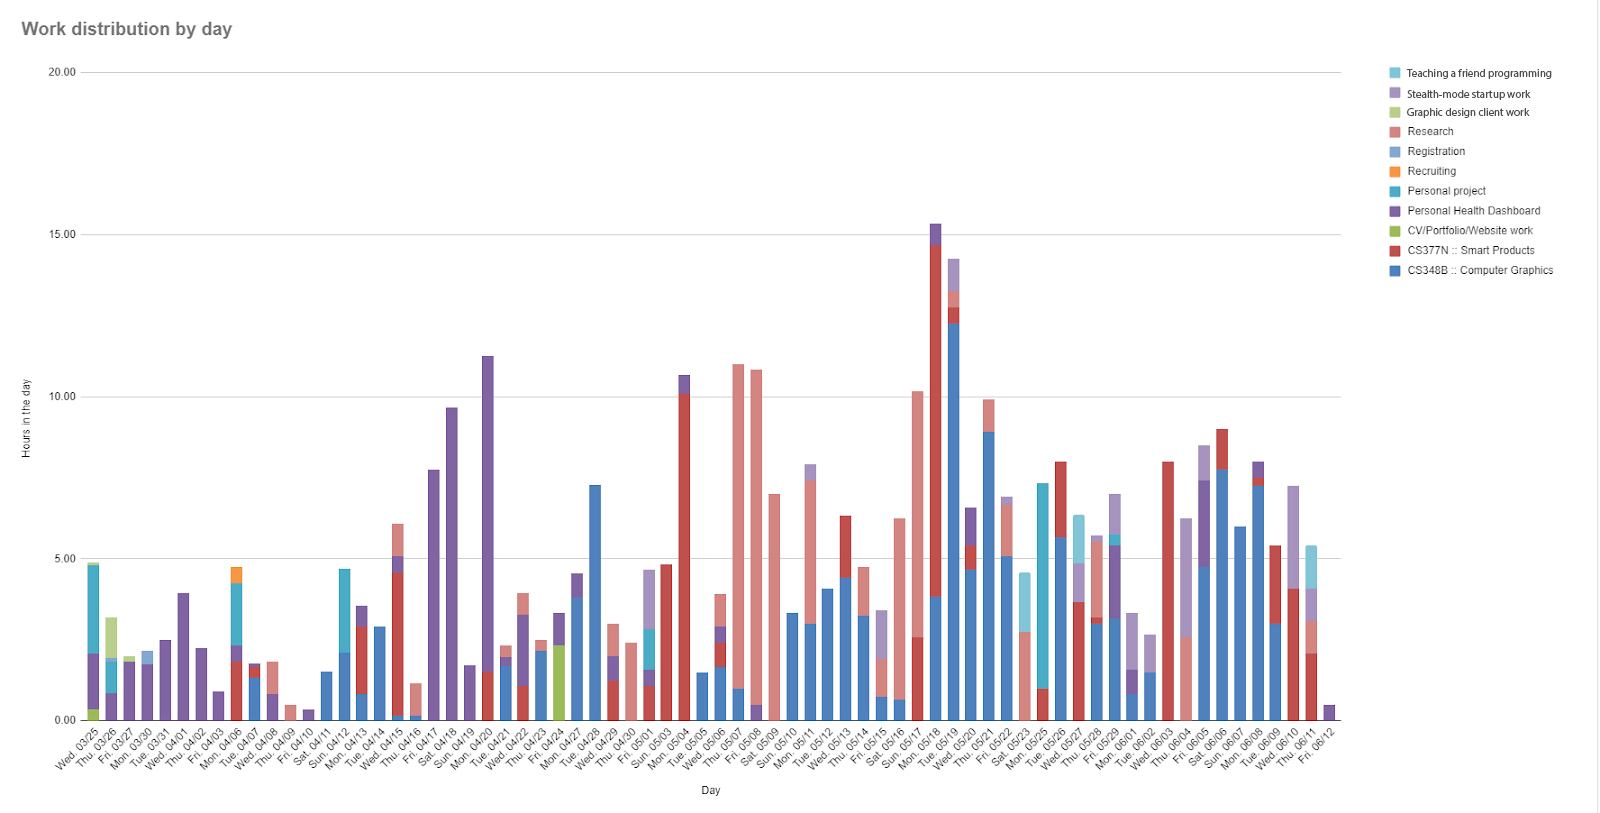 Work distribution by day
20.00
15.00
10.00
5.00
0.00
Hours in the day
Teaching a friend programming
Stealth-mode startup work
Graphic design client work
Research
Registration
Recruiting
Personal project
Personal Health Dashboard
CV/Portfolio/Website work
CS377N :: Smart Products
CS348B :: Computer Graphics
Wed. 03/25
Thu. 03/26
Fri. 03/27
Mon. 03/30
Tue. 03/31
Wed. 04/01
Thu. 04/02
Fri. 04/03
Mon. 04/06
Tue. 04/07
Wed. 04/08
Thu. 04/09
Fri. 04/10
Sat. 04/11
Sun. 04/12
Mon. 04/13
Tue. 04/14
Wed. 04/15
Thu. 04/16
Fri. 04/17
Sat. 04/18
Sun. 04/19
Mon. 04/20
Tue. 04/21
Wed. 04/22
Thu. 04/23
Fri. 04/24
Mon. 04/27
Tue. 04/28
Wed. 04/29
Thu. 04/30
Fri. 05/01
Sun. 05/03
Mon. 05/04
Tue. 05/05
Wed. 05/06
Thu. 05/07
Fri. 05/08
Sat. 05/09
Sun. 05/10
Mon. 05/11
Tue. 05/12
Wed. 05/13
Thu. 05/14
Fri. 05/15
Sat. 05/16
Sun. 05/17
Mon. 05/18
Tue. 05/19
Wed. 05/20
Thu. 05/21
Fri. 05/22
Sat. 05/23
Mon. 05/25
Tue. 05/26
Wed. 05/27
Thu. 05/28
Fri. 05/29
Mon. 06/01
Tue. 06/02
Wed. 06/03
Thu. 06/04
Fri. 06/05
Sat. 06/06
Sun. 06/07
Mon. 06/08
Tue. 06/09
Wed. 06/10
Thu. 06/11
Fri. 06/12
Day